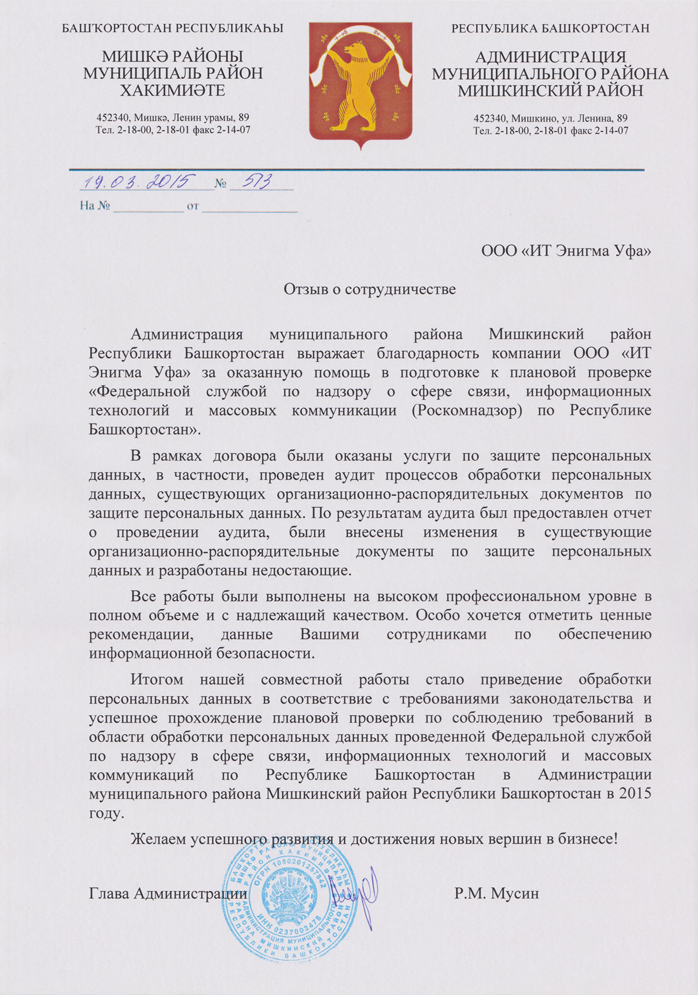 БАШҠОРТОСТАН РЕСПУБЛИКАҺЫ
МИШКӘ РАЙОНЫ
МУНИЦИПАЛЬ РАЙОН
ХАКИМИӘТЕ
452340, Мишкә, Ленин урамы, 89
Тел. 2-18-00, 2-18-01 факс 2-14-07
РЕСПУБЛИКА БАШКОРТОСТАН
АДМИНИСТРАЦИЯ
МУНИЦИПАЛЬНОГО РАЙОНА
МИШКИНСКИЙ РАЙОН
452340, Мишкино, ул. Ленина, 89
Тел. 2-18-00, 2-18-01 факс 2-14-07
19.03.2015 № 513
На № ____________ от ________________
ООО «ИТ Энигма Уфа»
Отзыв о сотрудничестве
Администрация муниципального района Мишкинский район
Республики Башкортостан выражает благодарность компании ООО «ИТ
Энигма Уфа» за оказанную помощь в подготовке к плановой проверке
«Федеральной службой по надзору о сфере связи, информационных
технологий и массовых коммуникации (Роскомнадзор) по Республике
Башкортостан».
В рамках договора были оказаны услуги по защите персональных
данных, в частности, проведен аудит процессов обработки персональных
данных, существующих организационно-распорядительных документов по
защите персональных данных. По результатам аудита был предоставлен отчет
о проведении аудита, были внесены изменения в существующие
организационно-распорядительные документы по защите персональных
данных и разработаны недостающие.
Все работы были выполнены на высоком профессиональном уровне в
полном объеме и с надлежащий качеством. Особо хочется отметить ценные
рекомендации, данные Вашими сотрудниками по обеспечению
информационной безопасности.
Итогом нашей совместной работы стало приведение обработки
персональных данных в соответствие с требованиями законодательства и
успешное прохождение плановой проверки по соблюдению требований в
области обработки персональных данных проведенной Федеральной службой
по надзору в сфере связи, информационных технологий и массовых
коммуникаций по Республике Башкортостан в Администрации
муниципального района Мишкинский район Республики Башкортостан в 2015
году.
Желаем успешного развития и достижения новых вершин в бизнесе!
Глава Администрации Р.М. Мусин
ИНН 0237003478
АДМИНИСТРАЦИЯ МУНИЦИПАЛЬНОГО
РАЙОНА МИШКИНСКИЙ РАЙОН
РЕСПУБЛИКИ БАШКОРТОСТАН